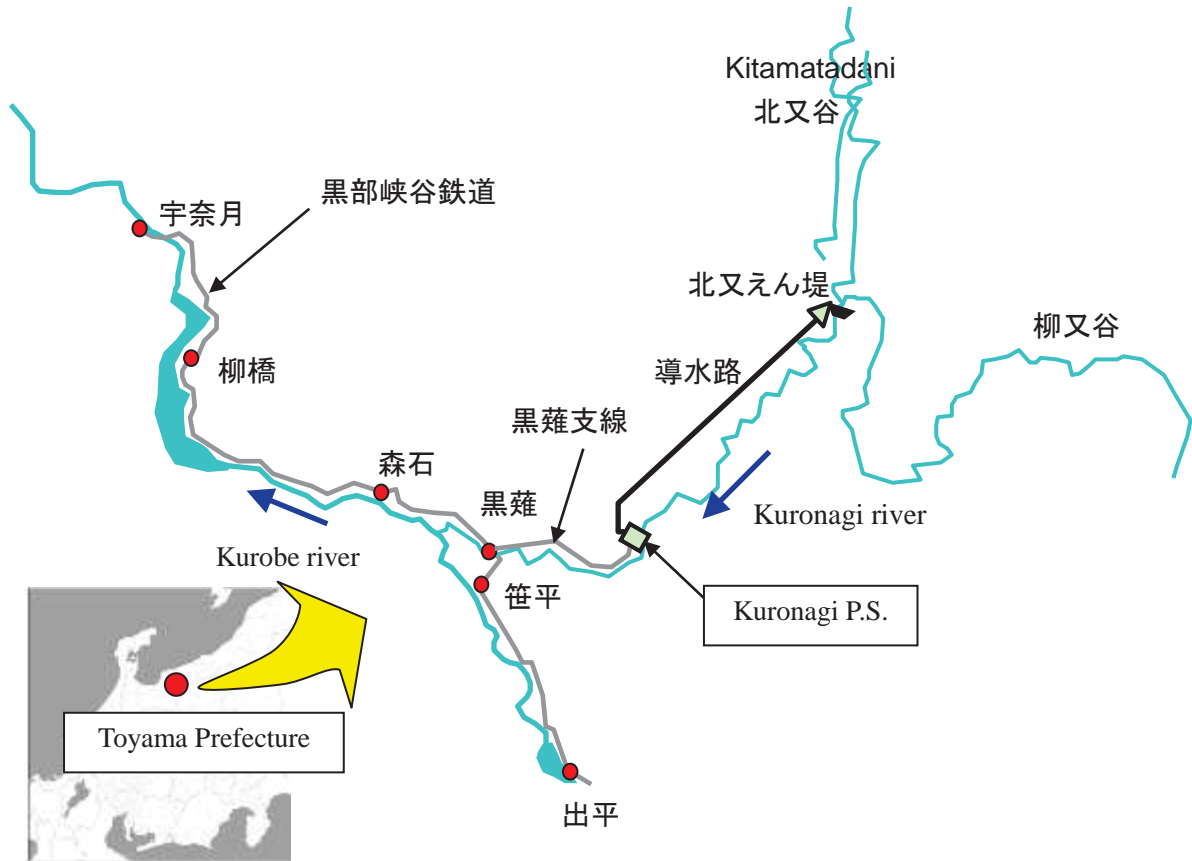 Kitamatadani
北又谷
宇奈月
黒部峡谷鉄道
北又えん堤
柳又谷
柳橋
導水路
黒薙支線
森石
黒薙
Kuronagi river
Kurobe river
笹平
Kuronagi P.S.
Toyama Prefecture
出平